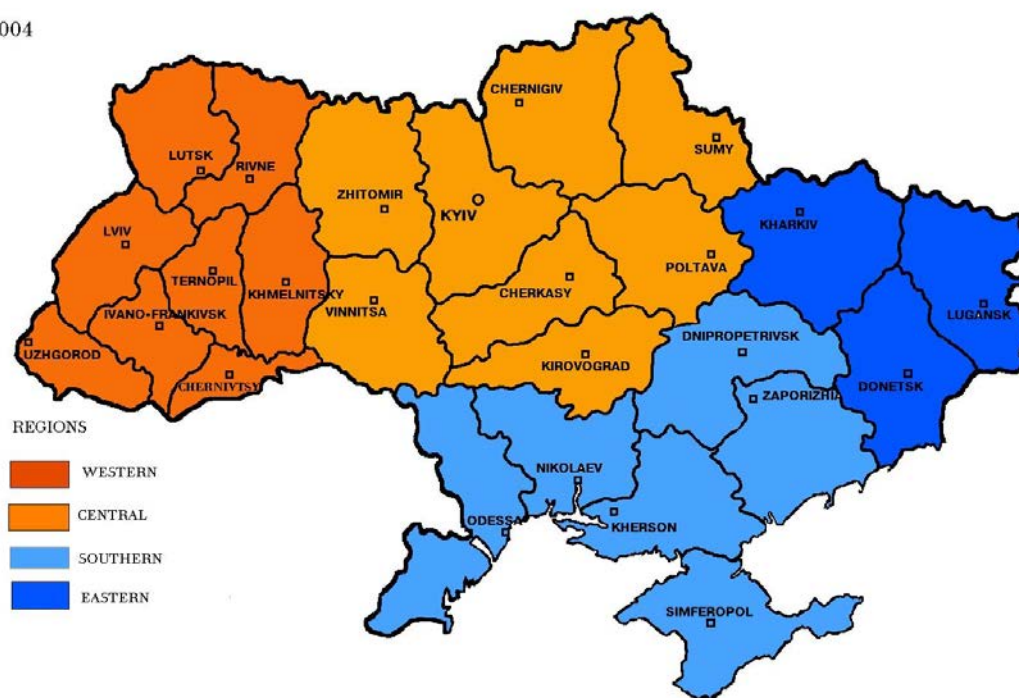 004
CHERNIGIV
SUMY
LUTSK
RIVNE
ZHITOMIR
KYIV
KHARKIV
LVIV
TERNOPIL
KHMELNITSKY
VINNITSA
CHERKASY
POLTAVA
LUGANSK
IVANO-FRANKIVSK
UZHGOROD
CHERNIVTSY
KIROVOGRAD
DNIPROPETRIVSK
DONETSK
ZAPORIZHIA
NIKOLAEV
ODESSA
KHERSON
SIMFEROPOL
REGIONS
WESTERN
CENTRAL
SOUTHERN
EASTERN